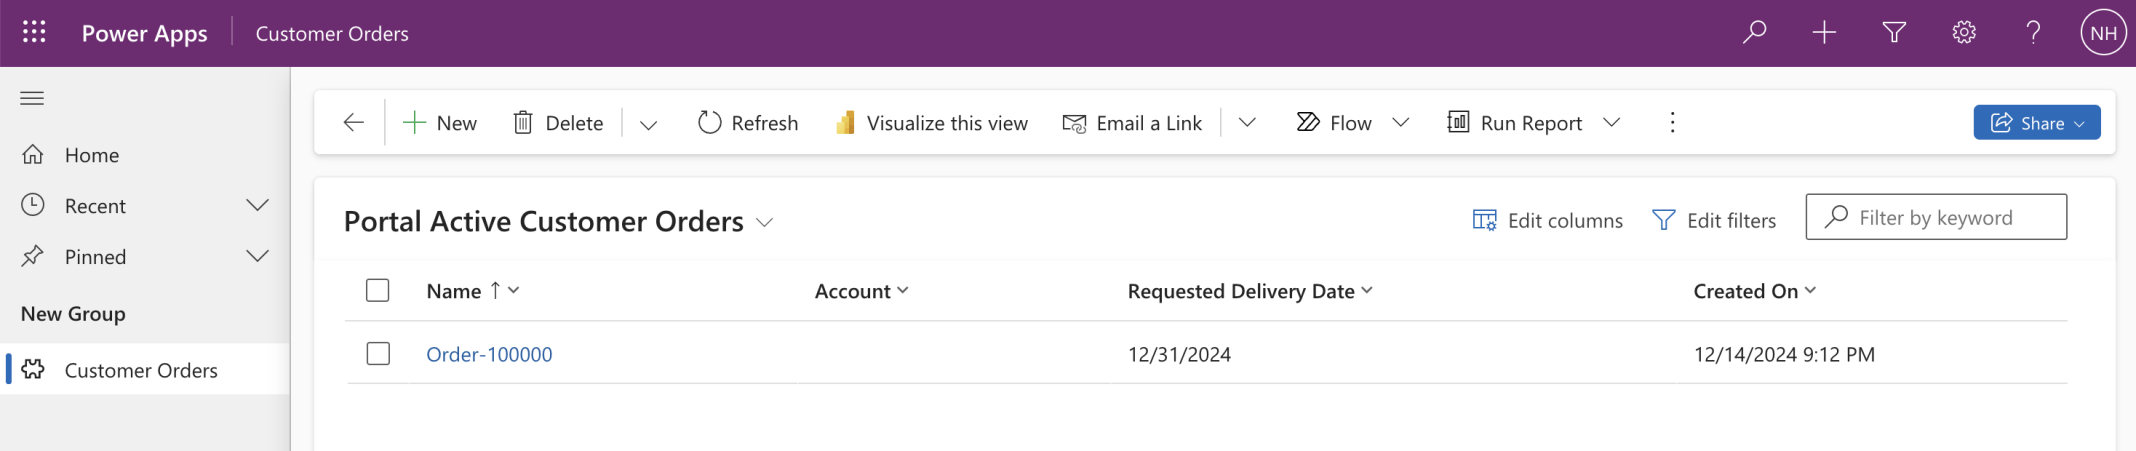 Power Apps Customer Orders NH
New Delete Refresh Visualize this view Email a Link Flow Run Report Share
Home
Recent
Pinned
New Group
Customer Orders
Portal Active Customer Orders Edit columns Edit filters Filter by keyword
Name Account Requested Delivery Date Created On
Order-100000 12/31/2024 12/14/2024 9:12 PM